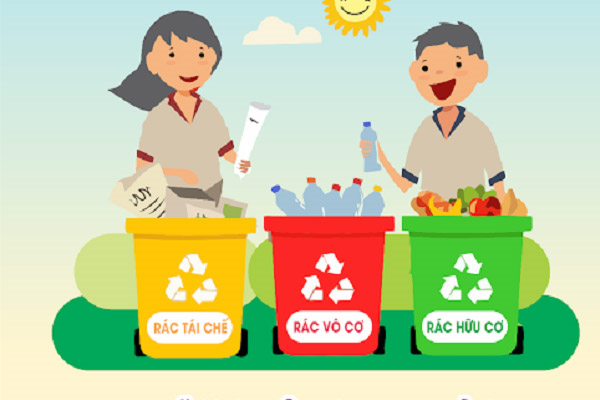 RÁC TÁI CHẾ
RÁC VÔ CƠ
RÁC HỮU CƠ